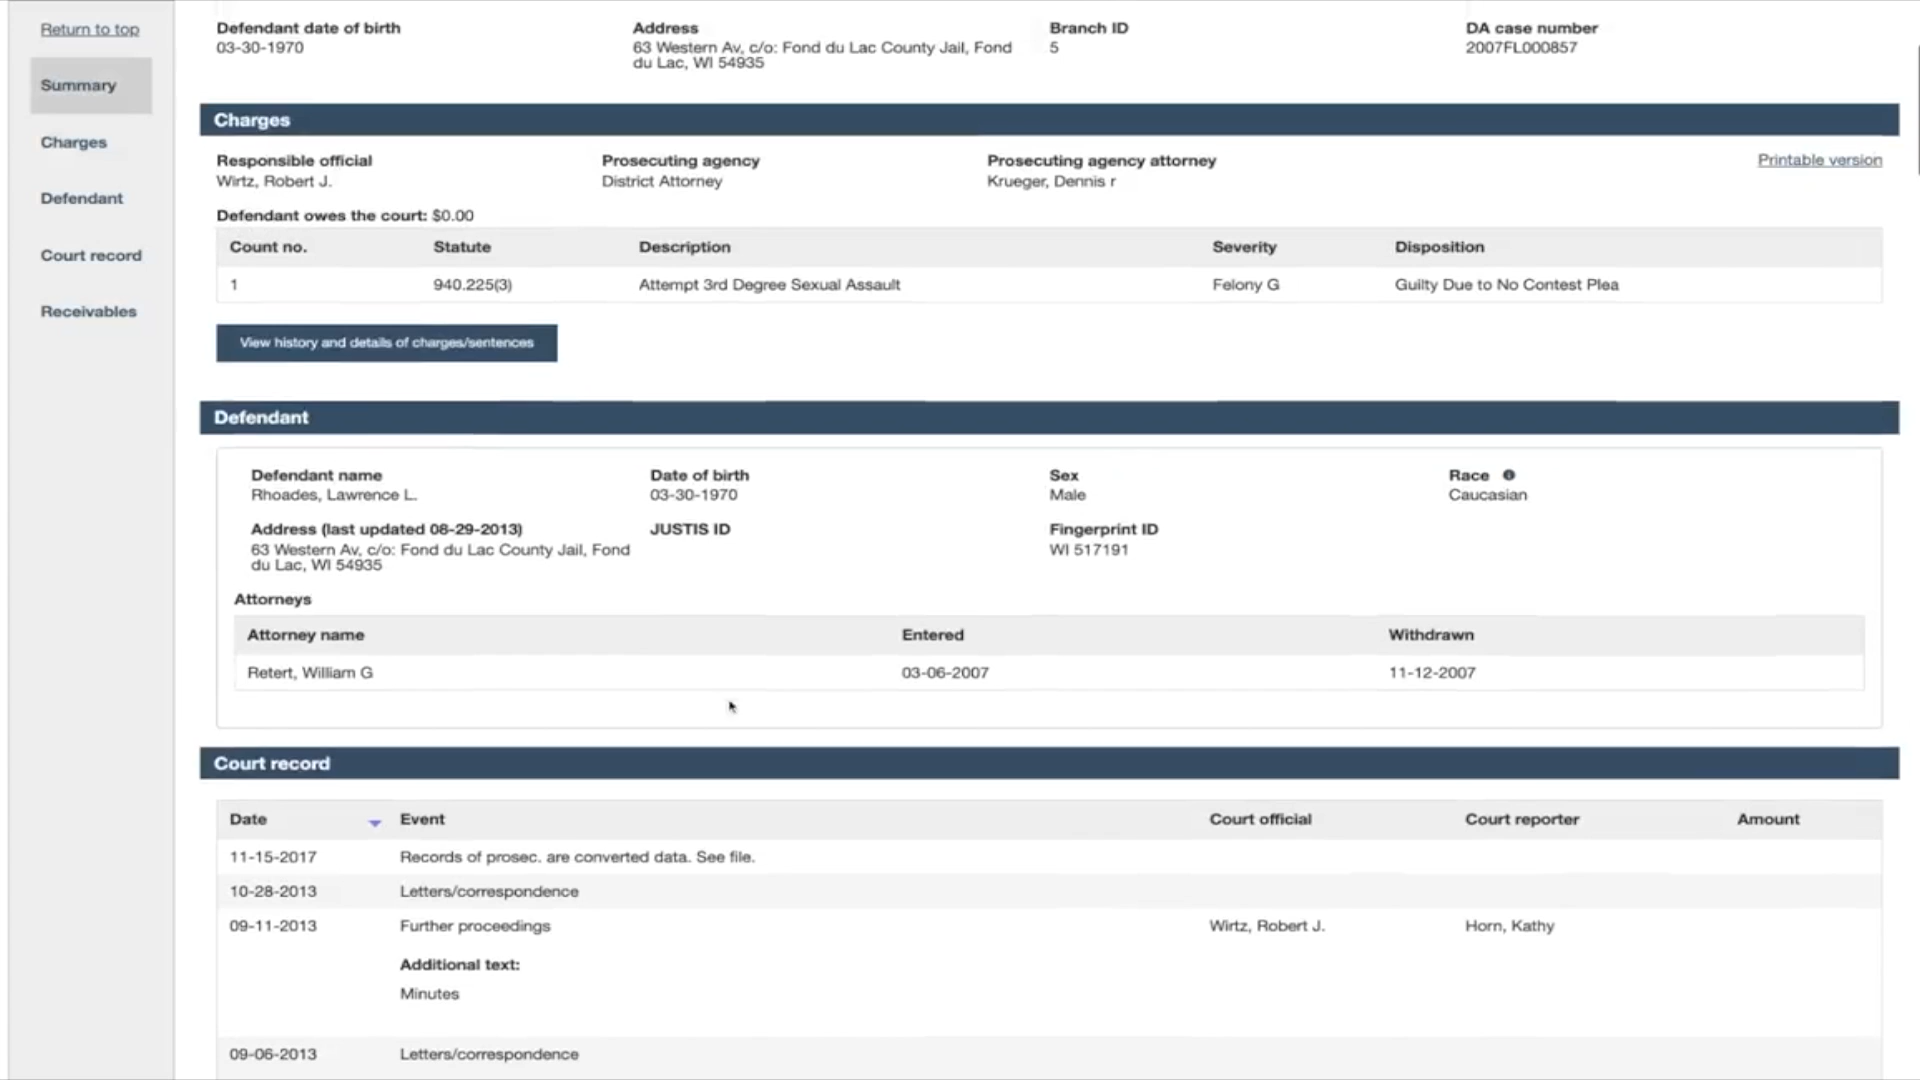 Return to top
Summary
Charges
Defendant
Court record
Receivables
Defendant date of birth
03-30-1970
Address
63 Western Av, c/o: Fond du Lac County Jail, Fond
du Lac, WI 54935
Branch ID
5
DA case number
2007FL000857
Charges
Responsible official
Wirtz, Robert J.
Prosecuting agency
District Attorney
Prosecuting agency attorney
Krueger, Dennis r
Printable version
Defendant owes the court: $0.00
Count no. Statute Description Severity Disposition
1 940.225(3) Attempt 3rd Degree Sexual Assault Felony G Guilty Due to No Contest Plea
View history and details of charges/sentences
Defendant
Defendant name
Rhoades, Lawrence L.
Date of birth
03-30-1970
Sex
Male
Race
Caucasian
Address (last updated 08-29-2013)
63 Western Av, c/o: Fond du Lac County Jail, Fond
du Lac, WI 54935
JUSTIS ID
Fingerprint ID
WI 517191
Attorneys
Attorney name Entered Withdrawn
Retert, William G 03-06-2007 11-12-2007
Court record
Date Event Court official Court reporter Amount
11-15-2017 Records of prosec. are converted data. See file.
10-28-2013 Letters/correspondence
09-11-2013 Further proceedings Wirtz, Robert J. Horn, Kathy
Additional text:
Minutes
09-06-2013 Letters/correspondence